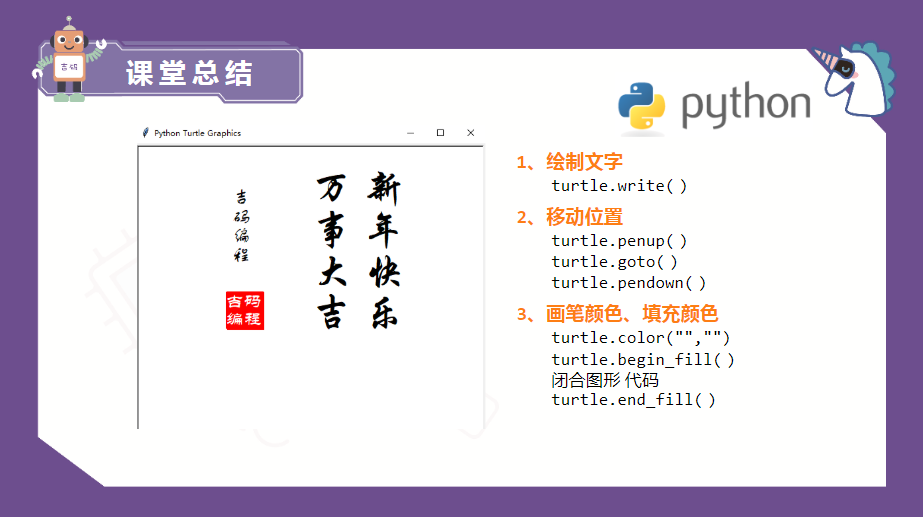 吉码
课堂总结
python
Python Turtle Graphics
新年快乐
万事大吉
吉码编程
吉码
编程
1、绘制文字
turtle.write()
2、移动位置
turtle.penup()
turtle.goto()
turtle.pendown()
3、画笔颜色、填充颜色
turtle.color("","")
turtle.begin_fill()
闭合图形 代码
turtle.end_fill()